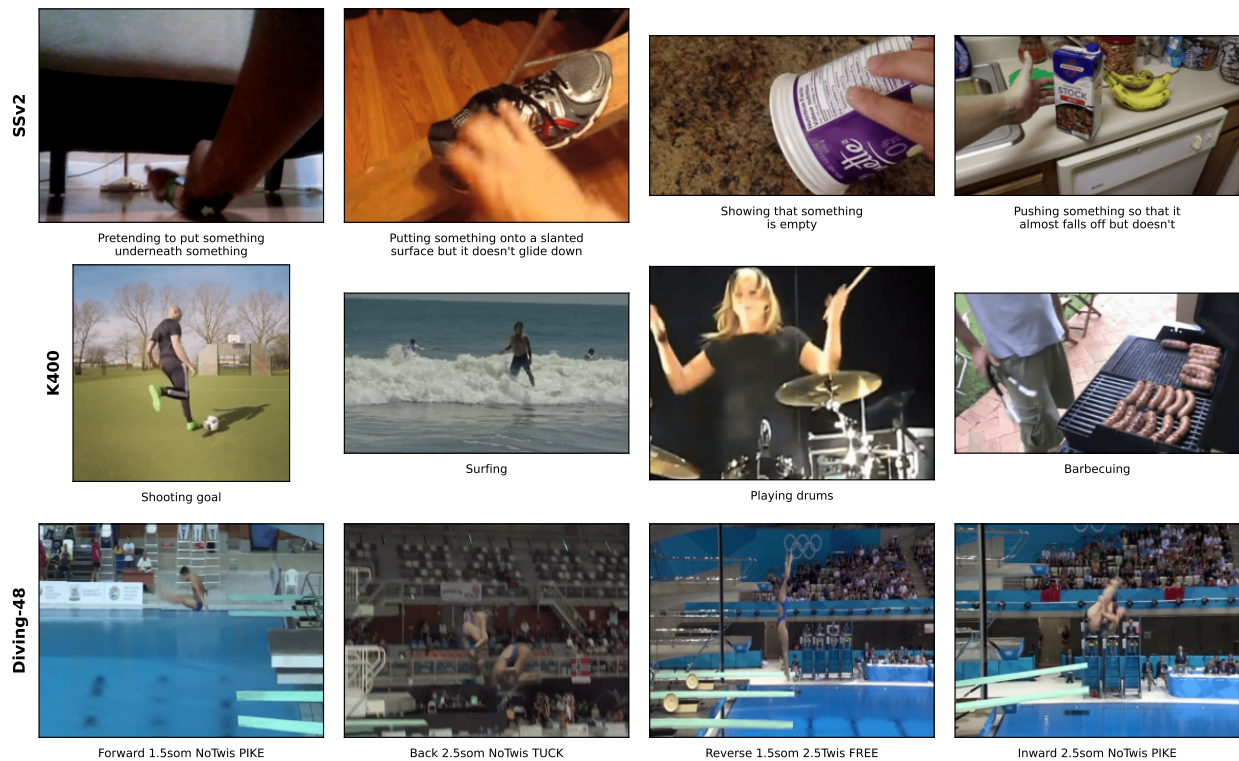 SSv2
STOCK
Pretending to put something
underneath something
Putting something onto a slanted
surface but it doesn't glide down
Showing that something
is empty
Pushing something so that it
almost falls off but doesn't
K400
Shooting goal
Surfing
Playing drums
Barbecuing
Diving-48
Forward 1.5som NoTwis PIKE
Back 2.5som NoTwis TUCK
Reverse 1.5som 2.5Twis FREE
Inward 2.5som NoTwis PIKE